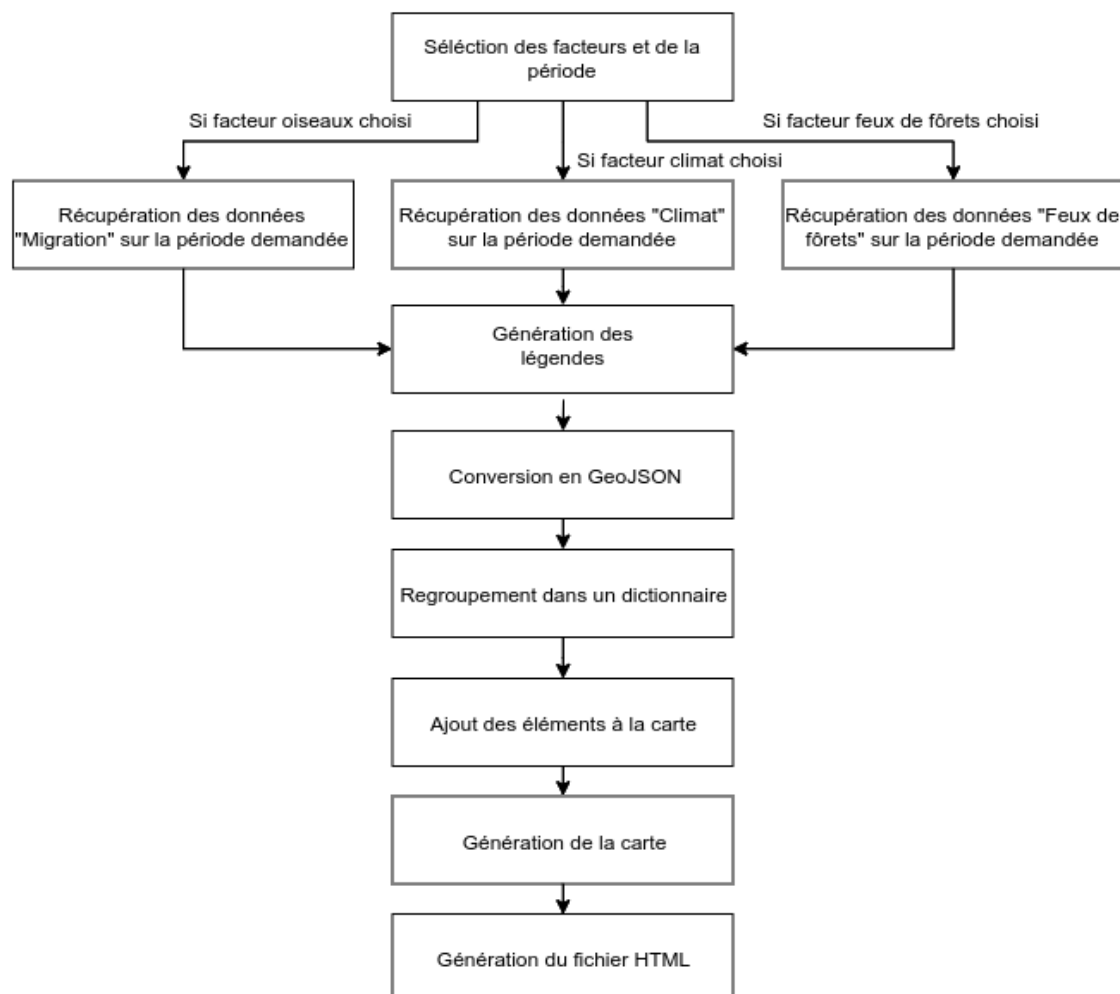 Séléction des facteurs et de la
période
Si facteur oiseaux choisi
Si facteur feux de fôrets choisi
Si facteur climat choisi
Récupération des données
"Migration" sur la période demandée
Récupération des données "Climat"
sur la période demandée
Récupération des données "Feux de
fôrets" sur la période demandée
Génération des
légendes
Conversion en GeoJSON
Regroupement dans un dictionnaire
Ajout des éléments à la carte
Génération de la carte
Génération du fichier HTML